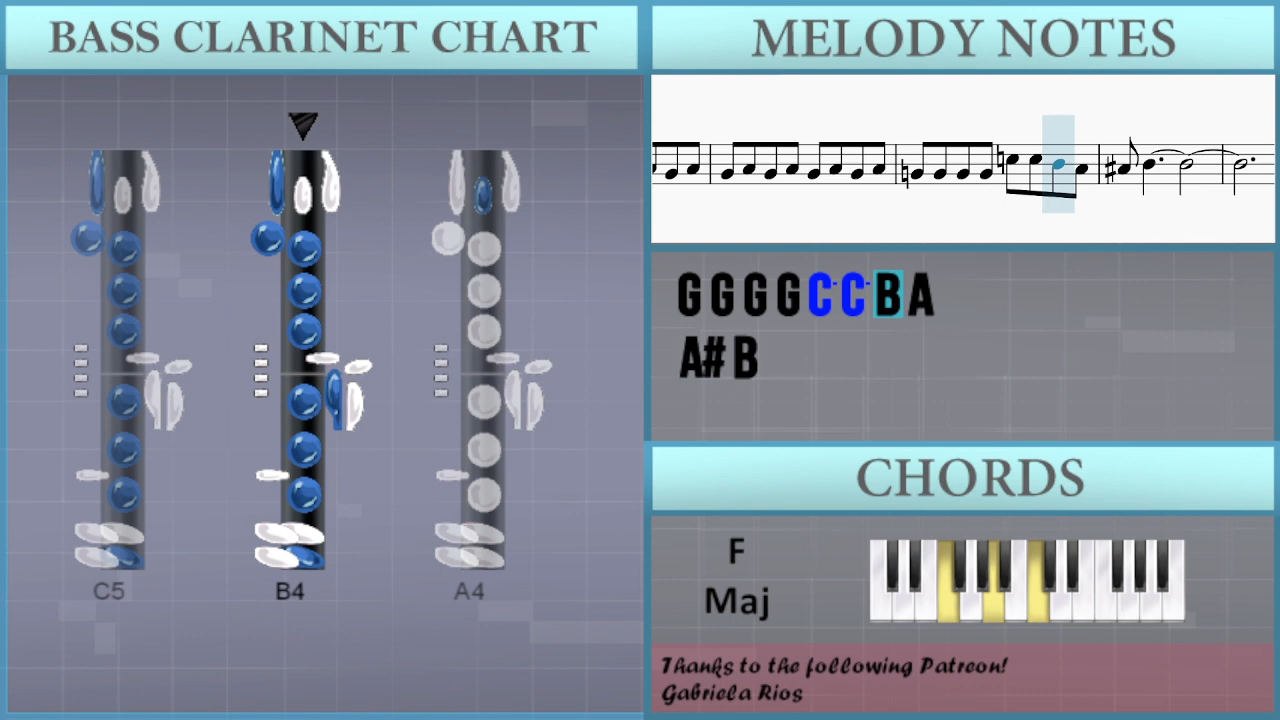 BASS CLARINET CHART
C5 B4 A4
MELODY NOTES
G G G G C- C- B A
A# B
CHORDS
F
Maj
Thanks to the following Patreon!
Gabriela Rios